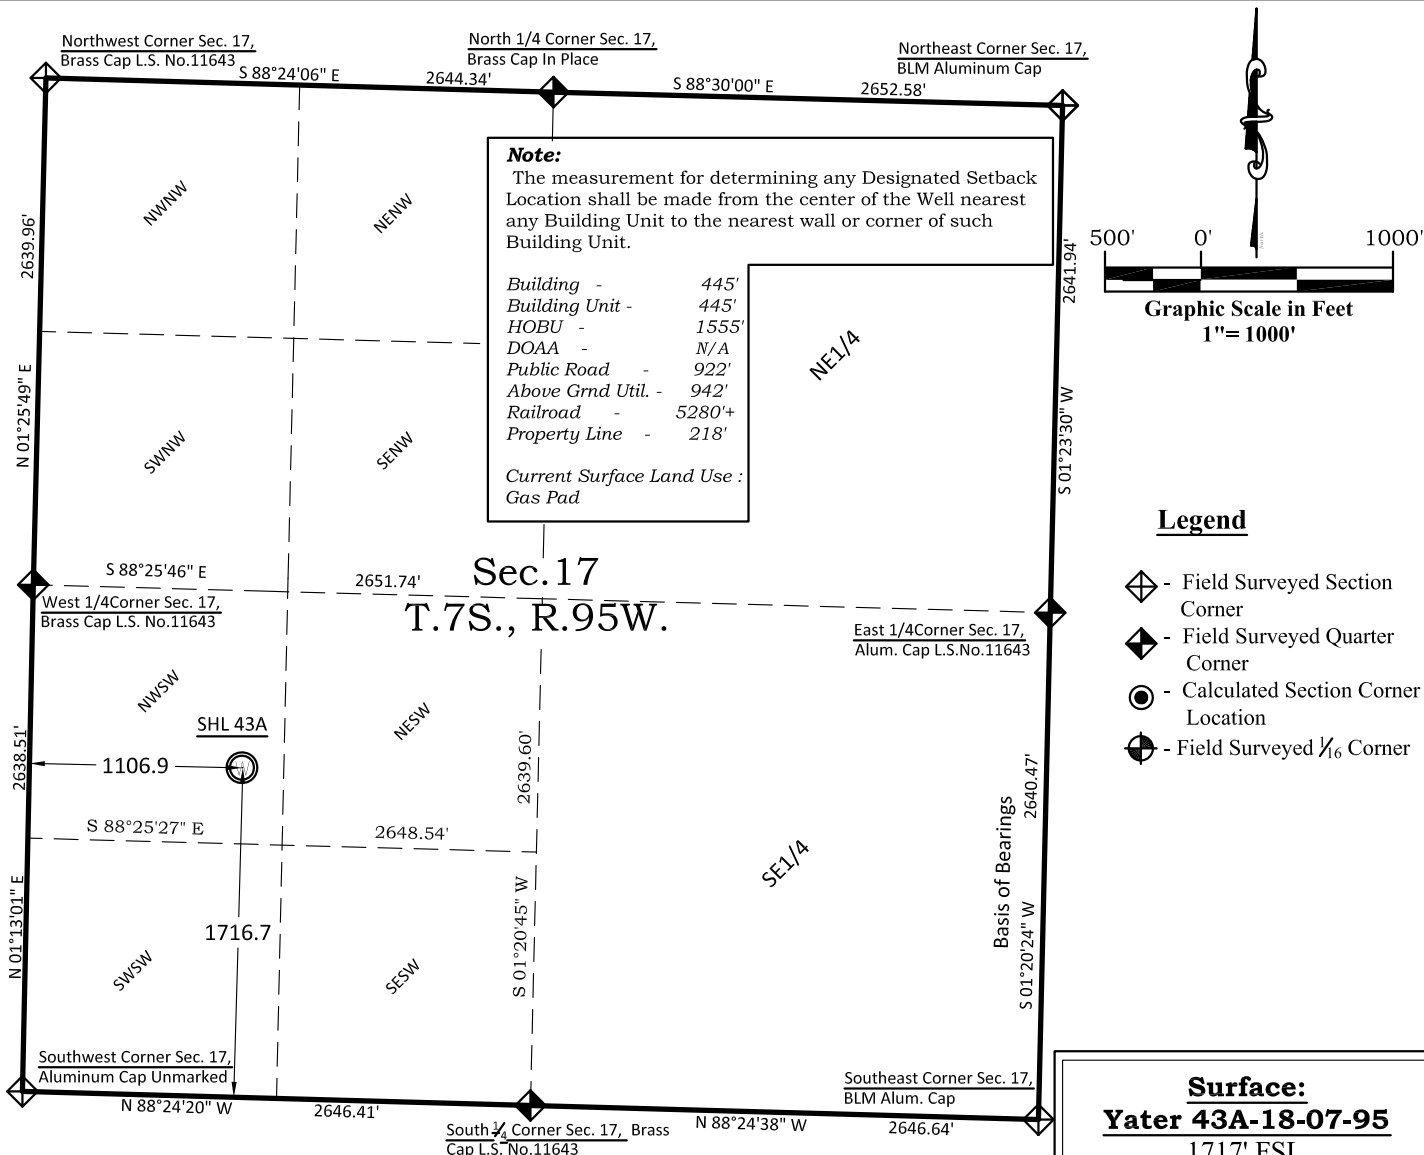 Northwest Corner Sec. 17,
Brass Cap L.S. No.11643
S 88°24'06" E
2644.34'
North 1/4 Corner Sec. 17,
Brass Cap In Place
S 88°30'00" E
2652.58'
Northeast Corner Sec. 17,
BLM Aluminum Cap
500'
0'
1000'
Graphic Scale in Feet
1"= 1000'
Note:
The measurement for determining any Designated Setback
Location shall be made from the center of the Well nearest
any Building Unit to the nearest wall or corner of such
Building Unit.
Building - 445'
Building Unit - 445'
HOBU - 1555'
DOAA - N/A
Public Road - 922'
Above Grnd Util. - 942'
Railroad - 5280'+
Property Line - 218'
Current Surface Land Use :
Gas Pad
NWNW
NENW
2639.96'
N 01°25'49" E
SWNW
SENW
NE1/4
2641.94'
S 01°23'30" W
S 88°25'46" E
2651.74'
Sec.17
T.7S., R.95W.
West 1/4Corner Sec. 17,
Brass Cap L.S. No.11643
East 1/4Corner Sec. 17,
Alum. Cap L.S.No.11643
Legend
- Field Surveyed Section
Corner
- Field Surveyed Quarter
Corner
- Calculated Section Corner
Location
- Field Surveyed 1/16 Corner
NWSW
NESW
SHL 43A
1106.9
2638.51'
N 01°13'01" E
2639.60'
S 01°20'45" W
S 88°25'27" E
2648.54'
1716.7
SWSW
SESW
SE1/4
Basis of Bearings
2640.47'
S 01°20'24" W
Southwest Corner Sec. 17,
Aluminum Cap Unmarked
N 88°24'20" W
2646.41'
South 1/4 Corner Sec. 17, Brass
Cap L.S. No.11643
N 88°24'38" W
2646.64'
Southeast Corner Sec. 17,
BLM Alum. Cap
Surface:
Yater 43A-18-07-95
1717' FSL